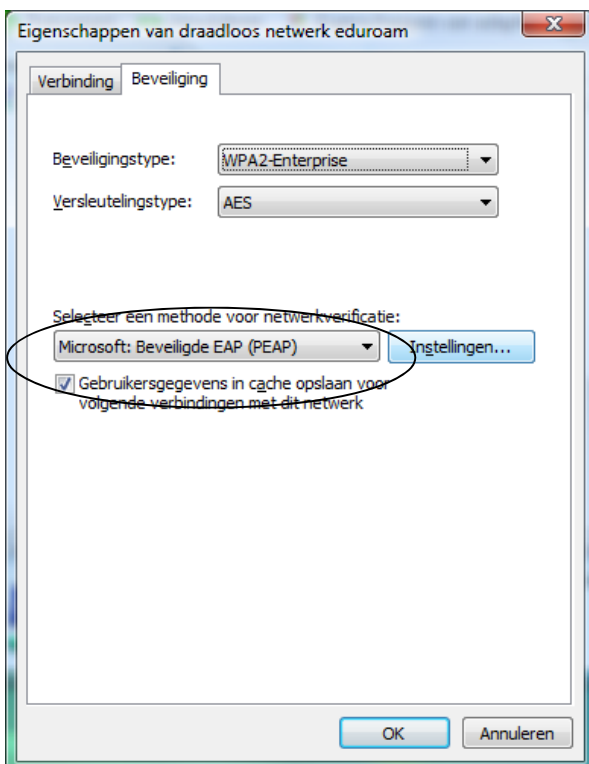 Eigenschappen van draadloos netwerk eduroam
Verbinding Beveiliging
Beveiligingstype: WPA2-Enterprise
Versleutelingstype: AES
Selecteer een methode voor netwerkverificatie:
Microsoft: Beveiligde EAP (PEAP) Instellingen...
Gebruikersgegevens in cache opslaan voor
volgende verbindingen met dit netwerk
OK Annuleren